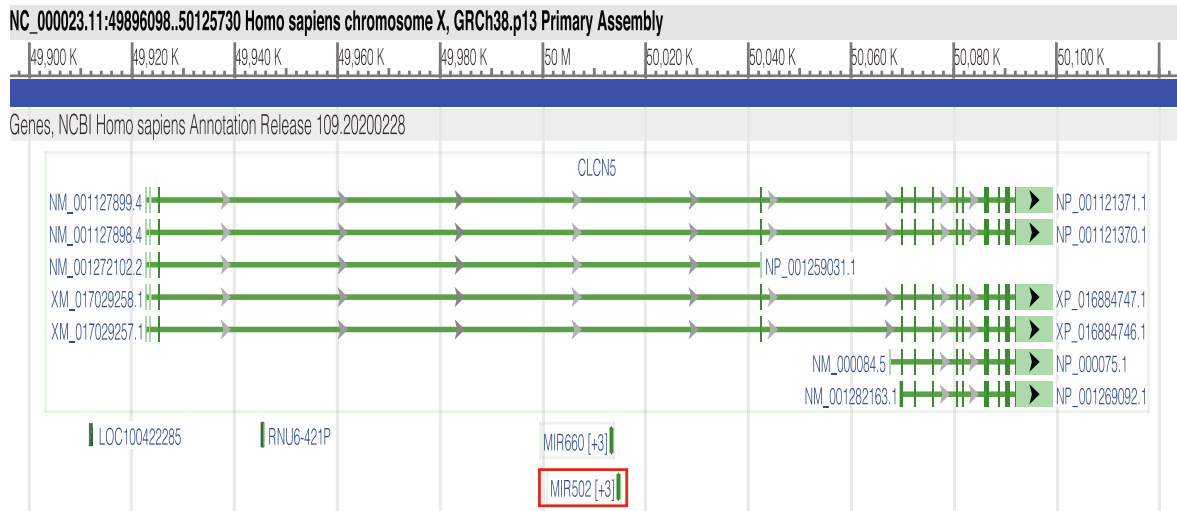 NC_000023.11:49896098..50125730 Homo sapiens chromosome X, GRCh38.p13 Primary Assembly
49,900 K 49,920 K 49,940 K 49,960 K 49,980 K 50 M 50,020 K 50,040 K 50,060 K 50,080 K 50,100 K
Genes, NCBI Homo sapiens Annotation Release 109.20200228
CLCN5
NM_001127899.4 NP_001121371.1
NM_001127898.4 NP_001121370.1
NM_001272102.2 NP_001259031.1
XM_017029258.1 XP_016884747.1
XM_017029257.1 XP_016884746.1
NM_000084.5 NP_000075.1
NM_001282163.1 NP_001269092.1
LOC100422285 RNU6-421P MIR660 [+3]
MIR502 [+3]